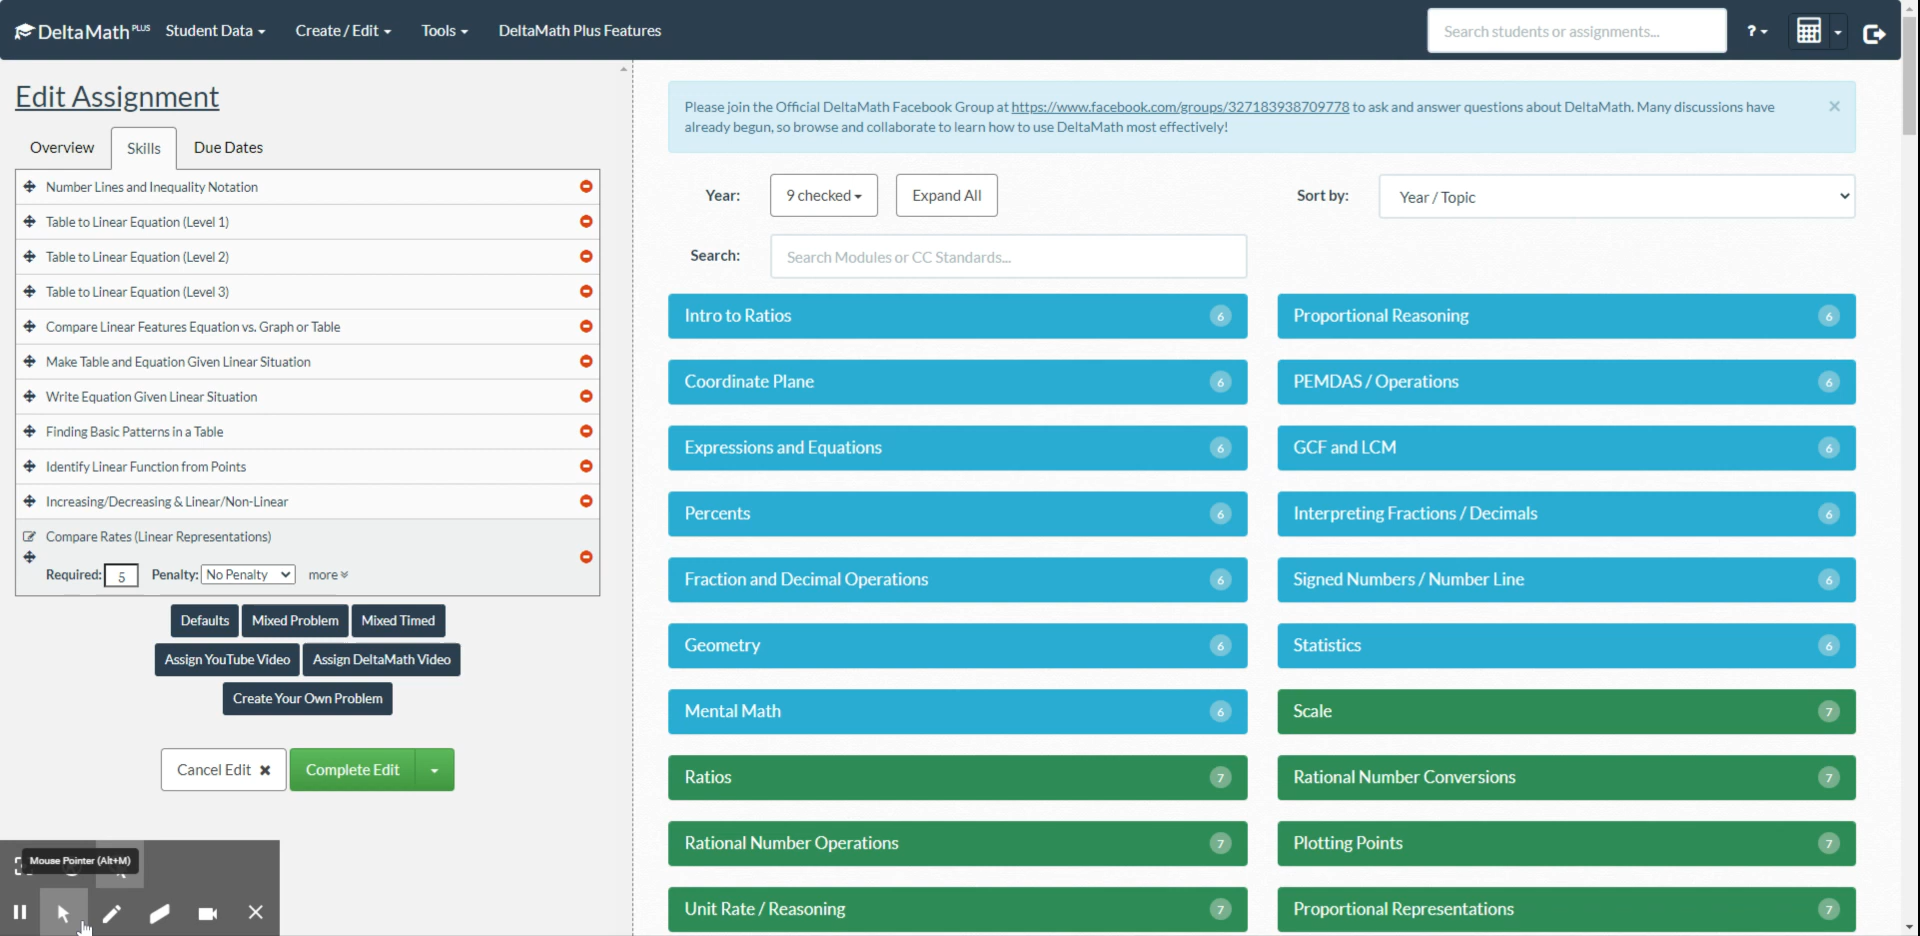 DeltaMath PLUS Student Data Create / Edit Tools DeltaMath Plus Features Search students or assignments... ?
Edit Assignment
Overview Skills Due Dates
Number Lines and Inequality Notation
Table to Linear Equation (Level 1)
Table to Linear Equation (Level 2)
Table to Linear Equation (Level 3)
Compare Linear Features Equation vs. Graph or Table
Make Table and Equation Given Linear Situation
Write Equation Given Linear Situation
Finding Basic Patterns in a Table
Identify Linear Function from Points
Increasing/Decreasing & Linear/Non-Linear
Compare Rates (Linear Representations)
Required: 5 Penalty: No Penalty more
Defaults Mixed Problem Mixed Timed
Assign YouTube Video Assign DeltaMath Video
Create Your Own Problem
Cancel Edit Complete Edit
Mouse Pointer (Alt+M)
Please join the Official DeltaMath Facebook Group at https://www.facebook.com/groups/327183938709778 to ask and answer questions about DeltaMath. Many discussions have
already begun, so browse and collaborate to learn how to use DeltaMath most effectively!
Year: 9 checked Expand All Sort by: Year / Topic
Search: Search Modules or CC Standards...
Intro to Ratios 6 Proportional Reasoning 6
Coordinate Plane 6 PEMDAS / Operations 6
Expressions and Equations 6 GCF and LCM 6
Percents 6 Interpreting Fractions / Decimals 6
Fraction and Decimal Operations 6 Signed Numbers / Number Line 6
Geometry 6 Statistics 6
Mental Math 6 Scale 7
Ratios 7 Rational Number Conversions 7
Rational Number Operations 7 Plotting Points 7
Unit Rate / Reasoning 7 Proportional Representations 7